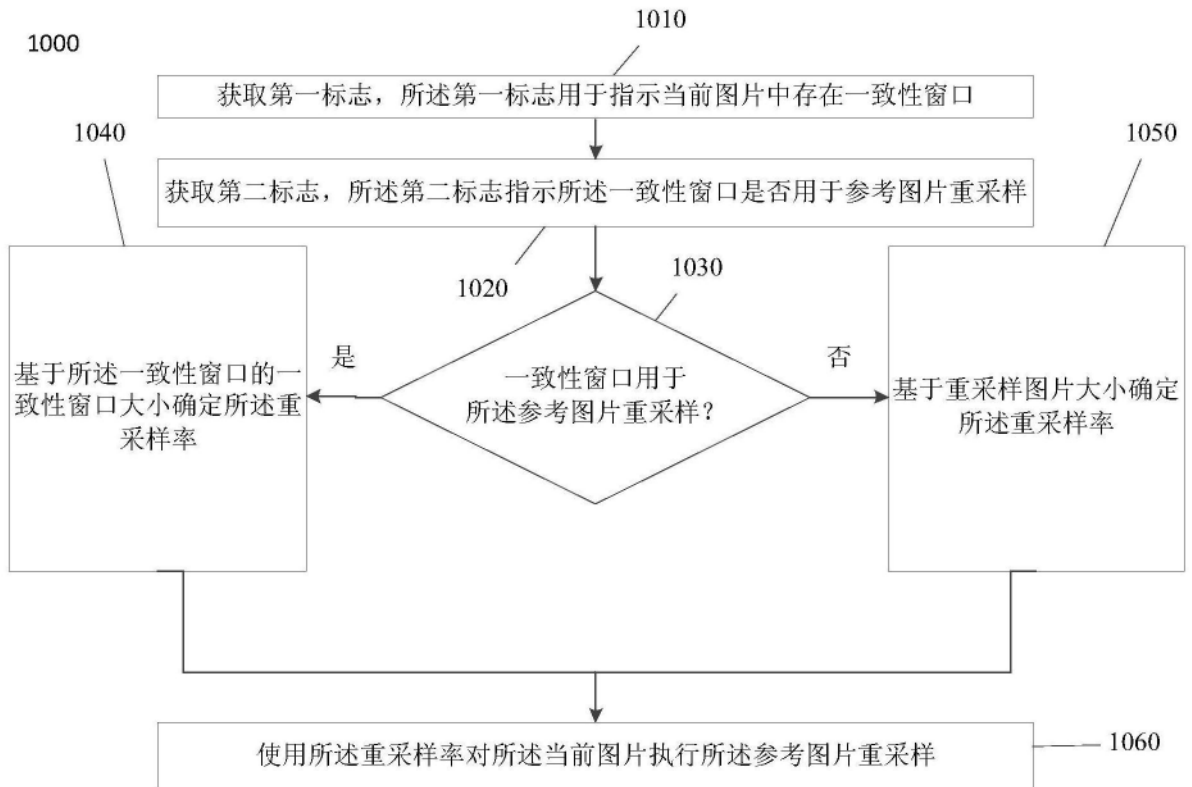 1000
1010
获取第一标志，所述第一标志用于指示当前图片中存在一致性窗口
1040
1050
获取第二标志，所述第二标志指示所述一致性窗口是否用于参考图片重采样
1020
1030
是
否
一致性窗口用于
所述参考图片重采样？
基于所述一致性窗口的一
致性窗口大小确定所述重
采样率
基于重采样图片大小确定
所述重采样率
使用所述重采样率对所述当前图片执行所述参考图片重采样
1060